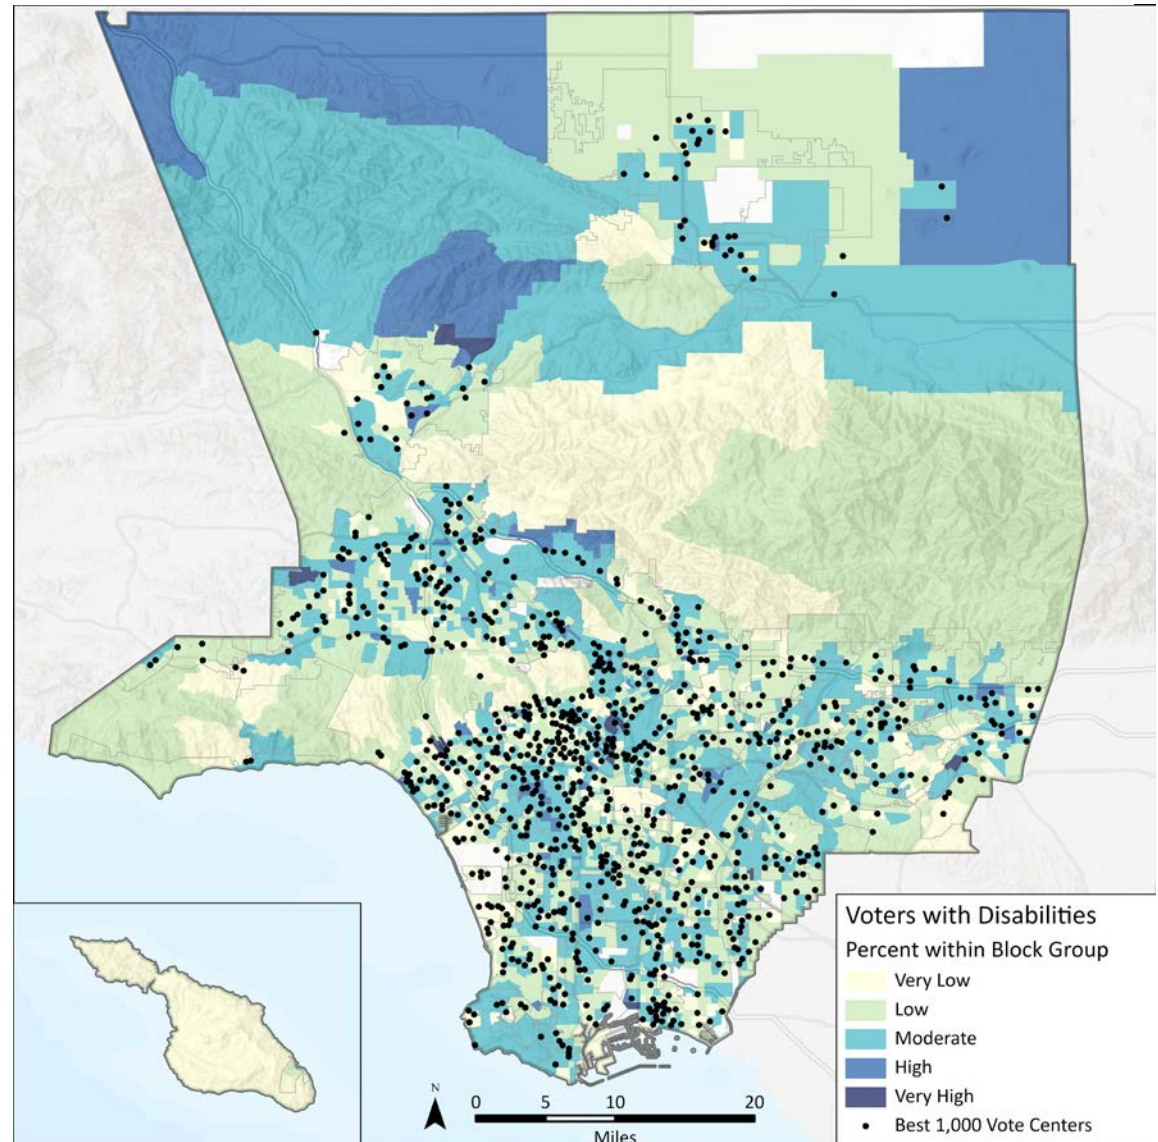 Voters with Disabilities
Percent within Block Group
Very Low
Low
Moderate
High
Very High
Best 1,000 Vote Centers
N
0 5 10 20
Miles